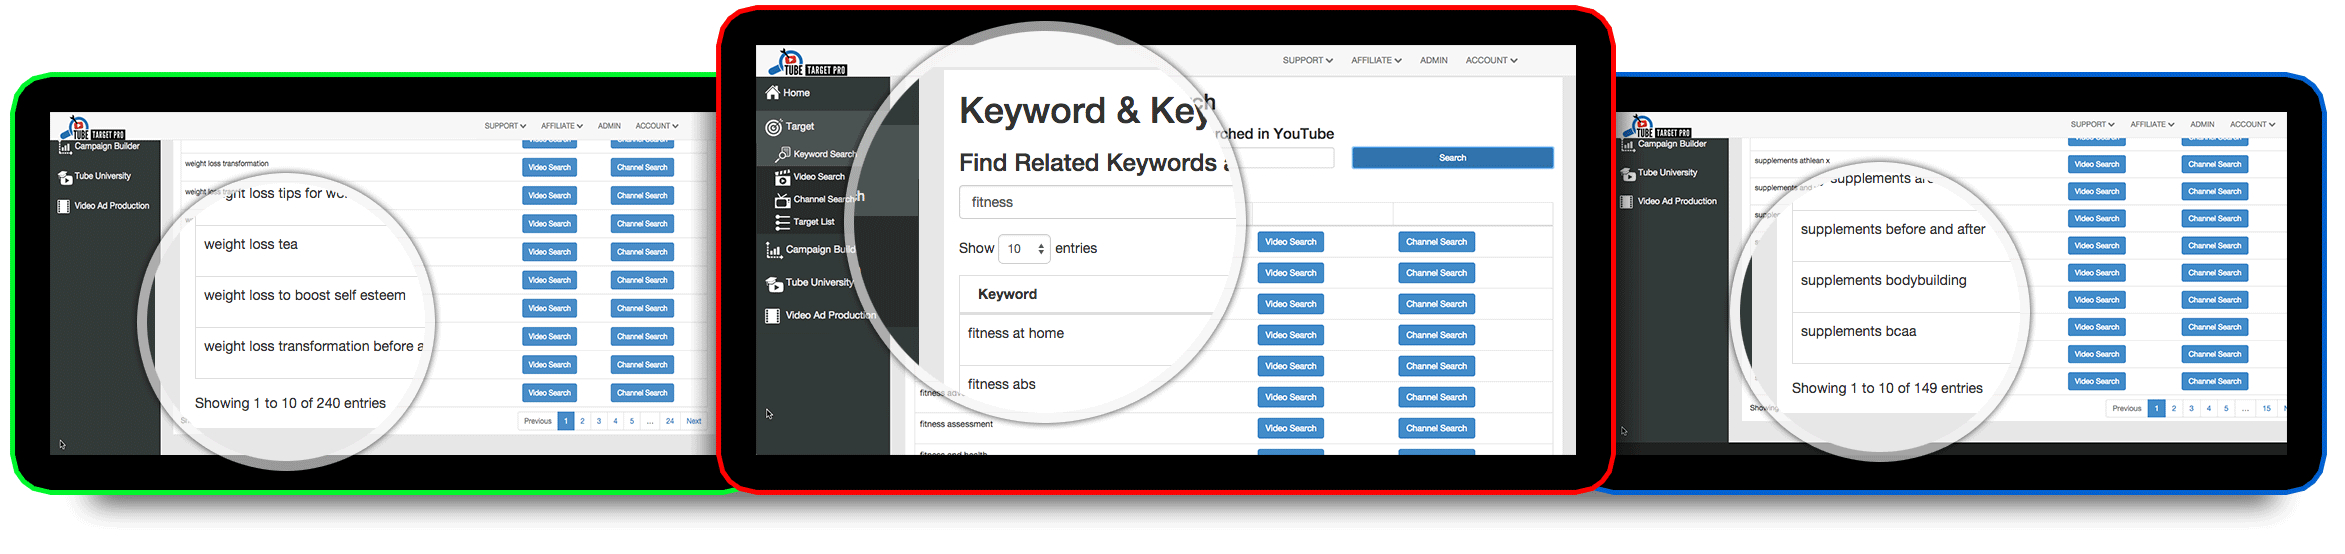 TUBE TARGET PRO
SUPPORT AFFILIATE ADMIN ACCOUNT
Campaign Builder
Tube University
Video Ad Production
Video Search
weight loss transformation Video Search Channel Search
weight loss tips for wo
Video Search Channel Search
Video Search Channel Search
weight loss tea Video Search Channel Search
Video Search Channel Search
weight loss to boost self esteem Video Search Channel Search
Video Search Channel Search
weight loss transformation before a Video Search Channel Search
Video Search Channel Search
Showing 1 to 10 of 240 entries
Previous 1 2 3 4 5 ... 24 Next
TUBE TARGET PRO
SUPPORT AFFILIATE ADMIN ACCOUNT
Home
Target
Keyword Search
Video Search
Channel Search
Target List
Campaign Build
Tube University
Video Ad Production
Keyword & Key
rch
rched in YouTube
Find Related Keywords a
Search
fitness
Show 10 entries
Keyword
Video Search Channel Search
Video Search Channel Search
Video Search Channel Search
fitness at home Video Search Channel Search
Video Search Channel Search
fitness abs
fitness adv Video Search Channel Search
fitness assessment Video Search Channel Search
fitness and health Video Search Channel Search
TUBE TARGET PRO
SUPPORT AFFILIATE ADMIN ACCOUNT
Campaign Builder
Tube University
Video Ad Production
Video Search Channel Search
supplements athlean x Video Search Channel Search
supplements are
supplements and Video Search Channel Search
Video Search Channel Search
supplements before and after Video Search Channel Search
Video Search Channel Search
supplements bodybuilding Video Search Channel Search
Video Search Channel Search
supplements bcaa Video Search Channel Search
Video Search Channel Search
Showing 1 to 10 of 149 entries
Showing
Previous 1 2 3 4 5 ... 15 N